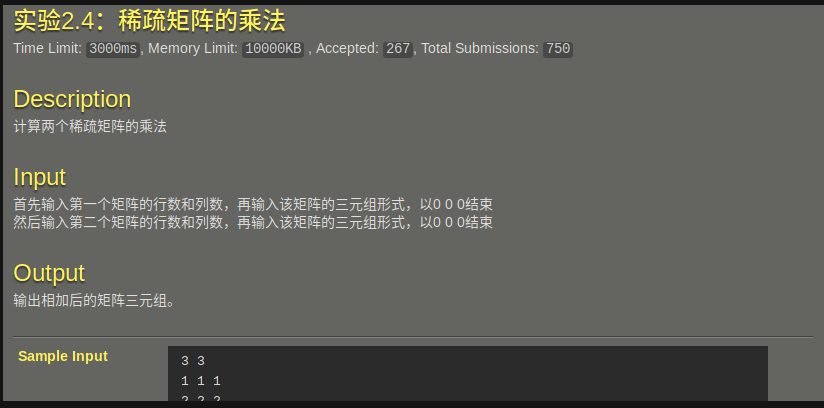 实验2.4：稀疏矩阵的乘法
Time Limit: 3000ms, Memory Limit: 10000KB , Accepted: 267, Total Submissions: 750
Description
计算两个稀疏矩阵的乘法
Input
首先输入第一个矩阵的行数和列数，再输入该矩阵的三元组形式，以0 0 0结束
然后输入第二个矩阵的行数和列数，再输入该矩阵的三元组形式，以0 0 0结束
Output
输出相加后的矩阵三元组。
Sample Input
3 3
1 1 1
2 2 2